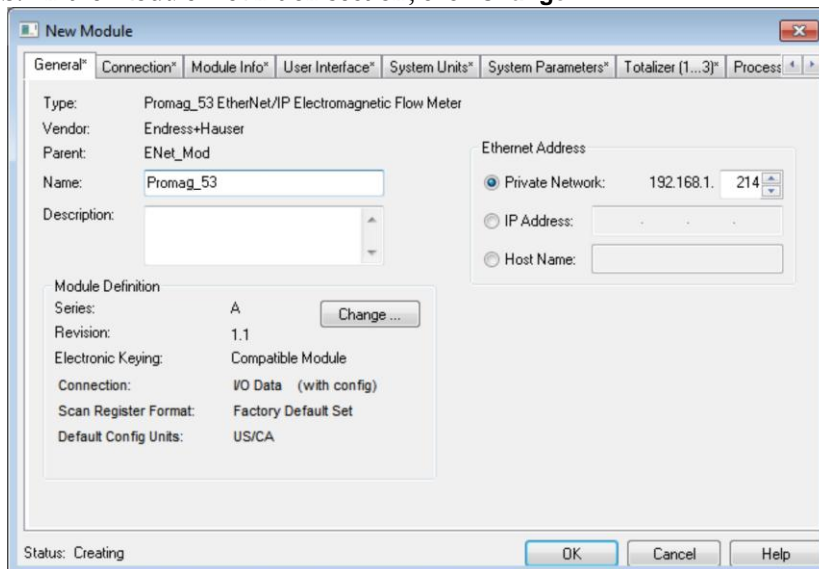 New Module
General* Connection* Module Info* User Interface* System Units* System Parameters* Totalizer (1...3)* Process
Type: Promag_53 EtherNet/IP Electromagnetic Flow Meter
Vendor: Endress+Hauser
Parent: ENet_Mod
Name: Promag_53
Description:
Ethernet Address
Private Network: 192.168.1. 214
IP Address: . . .
Host Name:
Module Definition
Series: A Change ...
Revision: 1.1
Electronic Keying: Compatible Module
Connection: I/O Data (with config)
Scan Register Format: Factory Default Set
Default Config Units: US/CA
Status: Creating OK Cancel Help